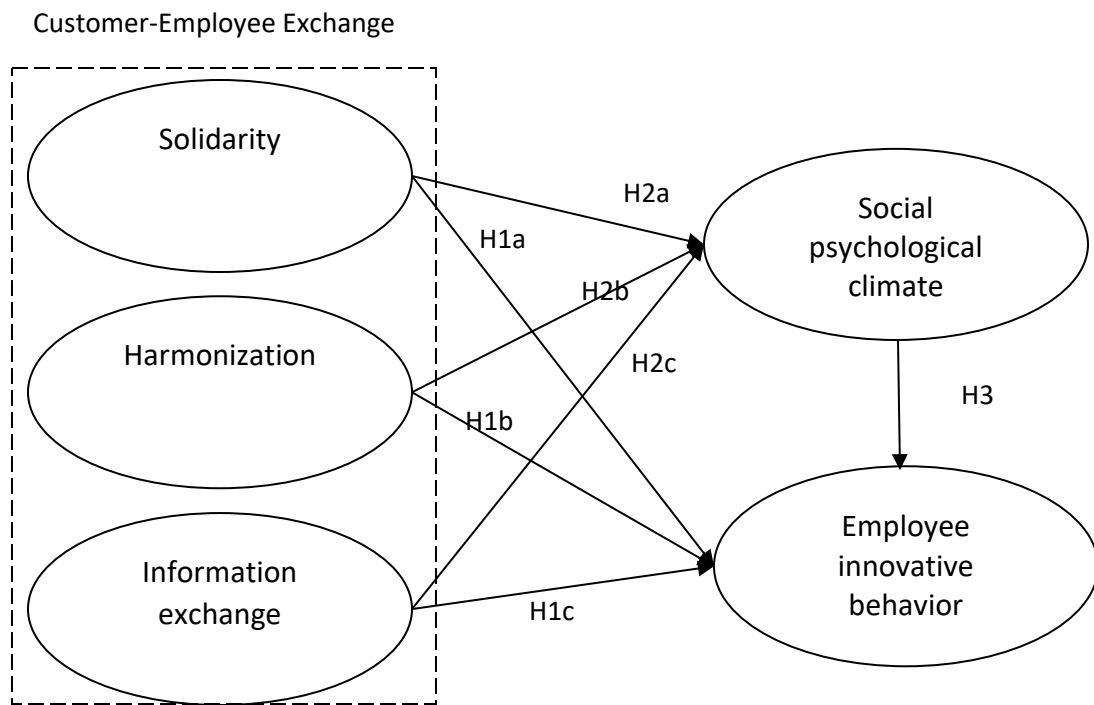 Customer-Employee Exchange
Solidarity
H2a
Social
psychological
climate
H1a
H2b
Harmonization
H2c
H3
H1b
Information
exchange
Employee
innovative
behavior
H1c